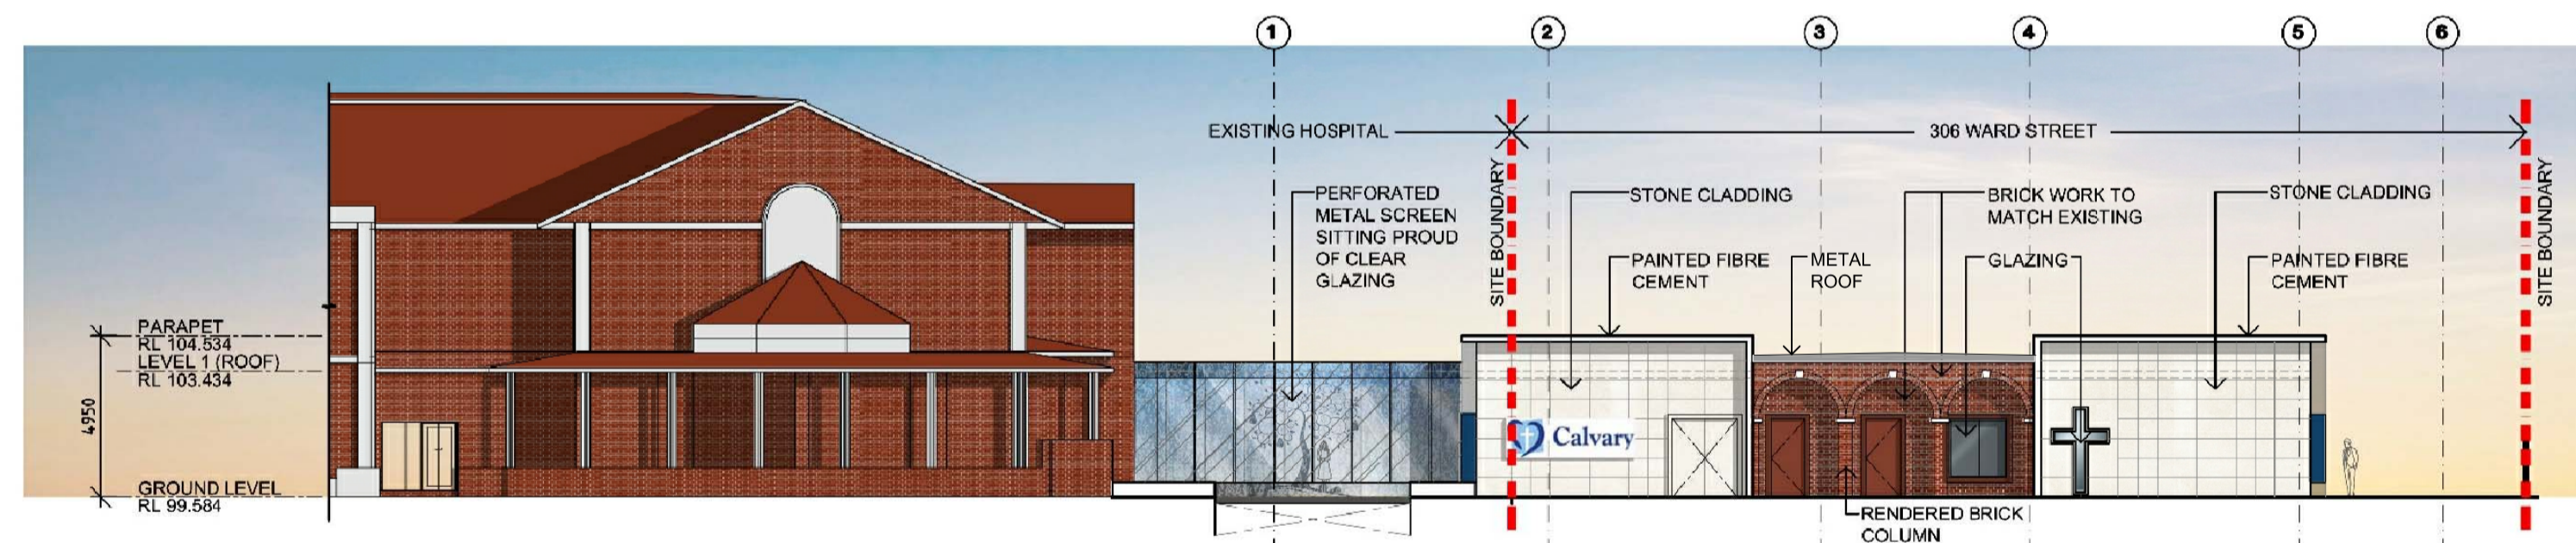 1
2
3
4
5
6
EXISTING HOSPITAL
306 WARD STREET
SITE BOUNDARY
SITE BOUNDARY
PERFORATED
METAL SCREEN
SITTING PROUD
OF CLEAR
GLAZING
STONE CLADDING
PAINTED FIBRE
CEMENT
METAL
ROOF
BRICK WORK TO
MATCH EXISTING
GLAZING
STONE CLADDING
PAINTED FIBRE
CEMENT
PARAPET
RL 104.534
LEVEL 1 (ROOF)
RL 103.434
4950
GROUND LEVEL
RL 99.584
Calvary
RENDERED BRICK
COLUMN